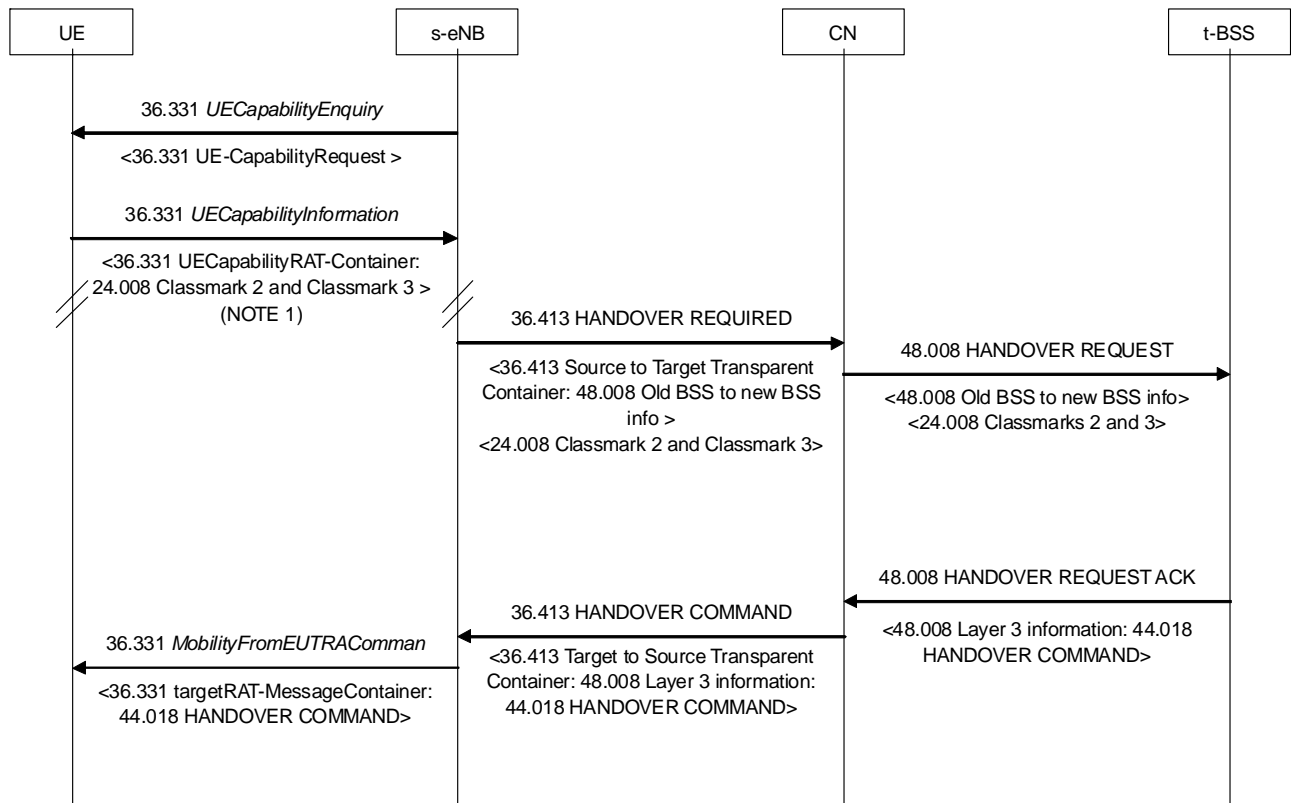 UE
s-eNB
CN
t-BSS
36.331 UECapabilityEnquiry
<36.331 UE-CapabilityRequest >
36.331 UECapabilityInformation
<36.331 UECapabilityRAT-Container:
24.008 Classmark 2 and Classmark 3 >
(NOTE 1)
36.413 HANDOVER REQUIRED
<36.413 Source to Target Transparent
Container: 48.008 Old BSS to new BSS
info >
<24.008 Classmark 2 and Classmark 3>
48.008 HANDOVER REQUEST
<48.008 Old BSS to new BSS info>
<24.008 Classmarks 2 and 3>
48.008 HANDOVER REQUEST ACK
<48.008 Layer 3 information: 44.018
HANDOVER COMMAND>
36.413 HANDOVER COMMAND
<36.413 Target to Source Transparent
Container: 48.008 Layer 3 information:
44.018 HANDOVER COMMAND>
36.331 MobilityFromEUTRAComman
<36.331 targetRAT-MessageContainer:
44.018 HANDOVER COMMAND>